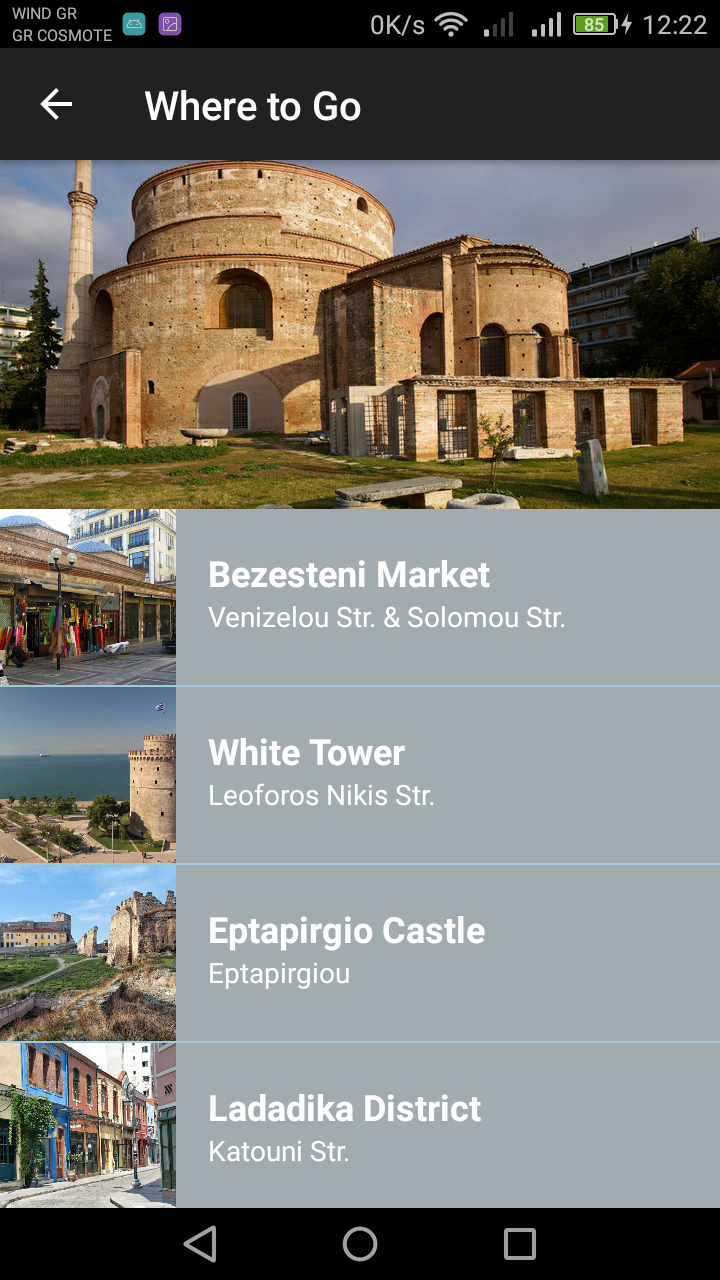 WIND GR
GR COSMOTE
0K/s
85
12:22
Where to Go
Bezesteni Market
Venizelou Str. & Solomou Str.
White Tower
Leoforos Nikis Str.
Eptapirgio Castle
Eptapirgiou
Ladadika District
Katouni Str.